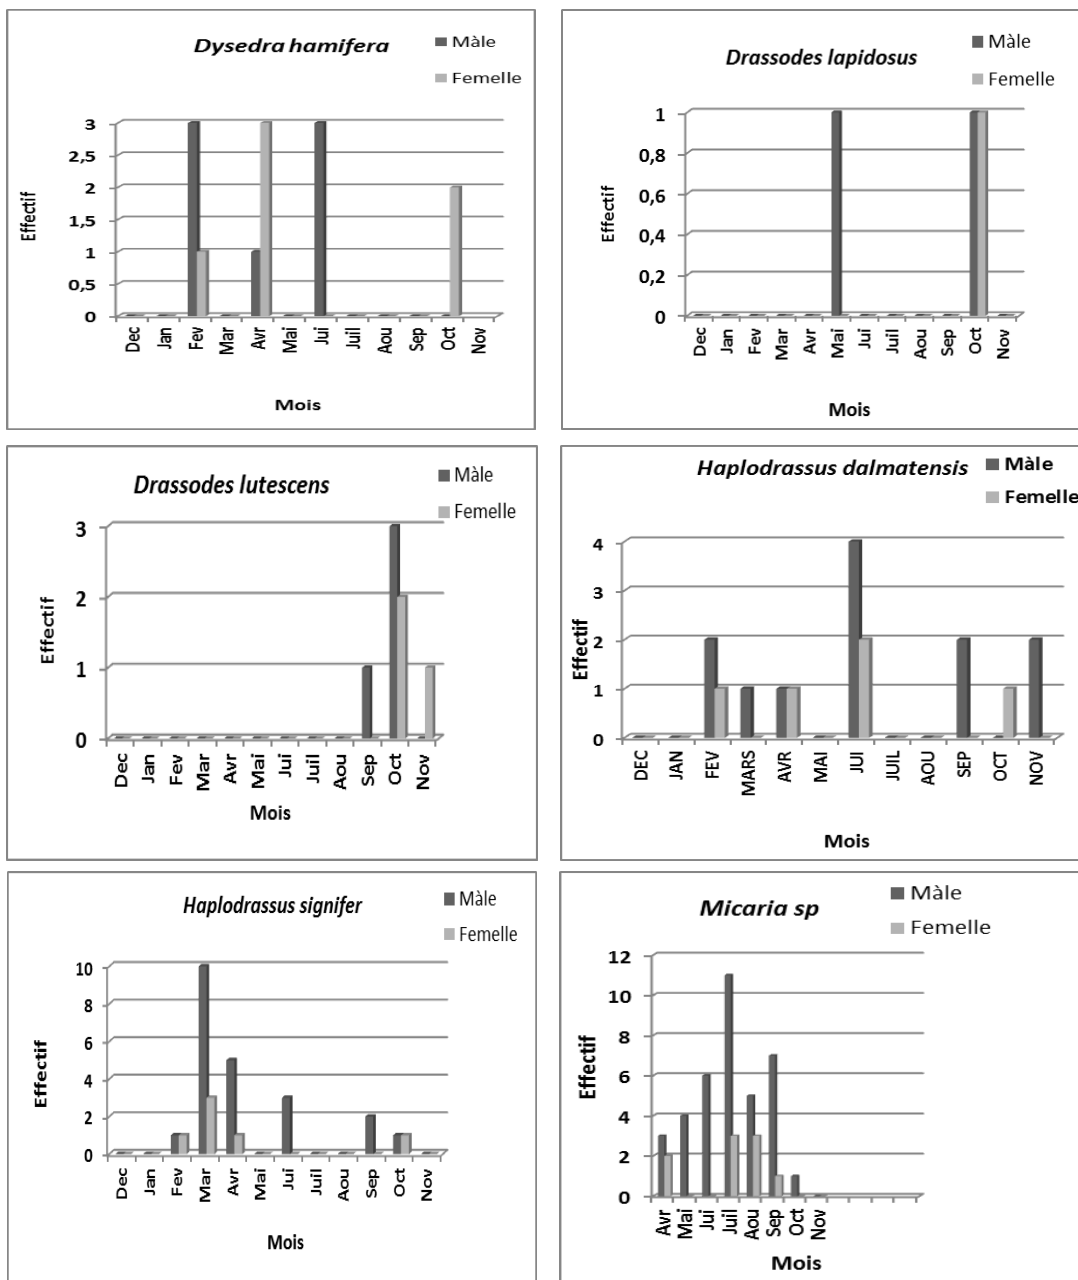 Dysedra hamifera
Màle
Femelle
Effectif
3
2,5
2
1,5
1
0,5
0
Dec Jan Fev Mar Avr Mai Jui Juil Aou Sep Oct Nov
Mois
Drassodes lapidosus
Màle
Femelle
Effectif
1
0,8
0,6
0,4
0,2
0
Dec Jan Fev Mar Avr Mai Jui Juil Aou Sep Oct Nov
Mois
Drassodes lutescens
Màle
Femelle
Effectif
3
2
1
0
Dec Jan Fev Mar Avr Mai Jui Juil Aou Sep Oct Nov
Mois
Haplodrassus dalmatensis
Màle
Femelle
Effectif
4
3
2
1
0
DEC JAN FEV MARS AVR MAI JUI JUIL AOU SEP OCT NOV
Mois
Haplodrassus signifer
Màle
Femelle
Effectif
10
8
6
4
2
0
Dec Jan Fev Mar Avr Mai Jui Juil Aou Sep Oct Nov
Mois
Micaria sp
Màle
Femelle
Effectif
12
10
8
6
4
2
0
Avr Mai Jui Juil Aou Sep Oct Nov
Mois